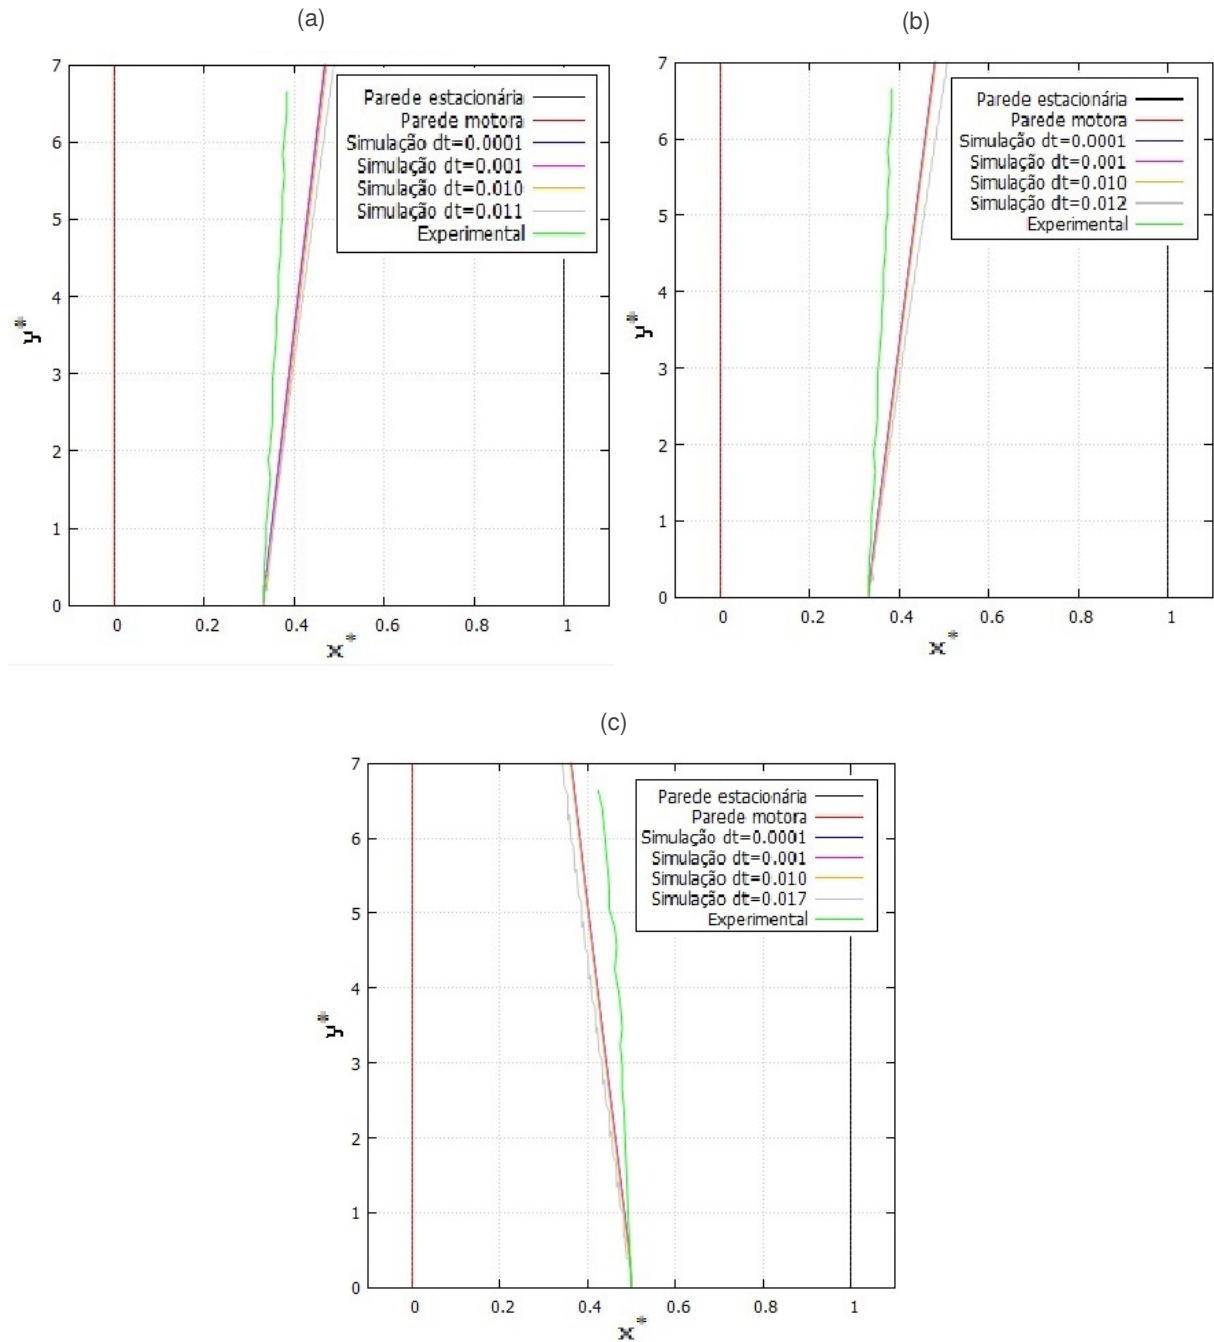 (a)
7
6
5
4
3
2
1
0
y*
Parede estacionária
Parede motora
Simulação dt=0.0001
Simulação dt=0.001
Simulação dt=0.010
Simulação dt=0.011
Experimental
0 0.2 0.4 0.6 0.8 1
x*
(b)
7
6
5
4
3
2
1
0
y*
Parede estacionária
Parede motora
Simulação dt=0.0001
Simulação dt=0.001
Simulação dt=0.010
Simulação dt=0.012
Experimental
0 0.2 0.4 0.6 0.8 1
x*
(c)
7
6
5
4
3
2
1
0
y*
Parede estacionária
Parede motora
Simulação dt=0.0001
Simulação dt=0.001
Simulação dt=0.010
Simulação dt=0.017
Experimental
0 0.2 0.4 0.6 0.8 1
x*